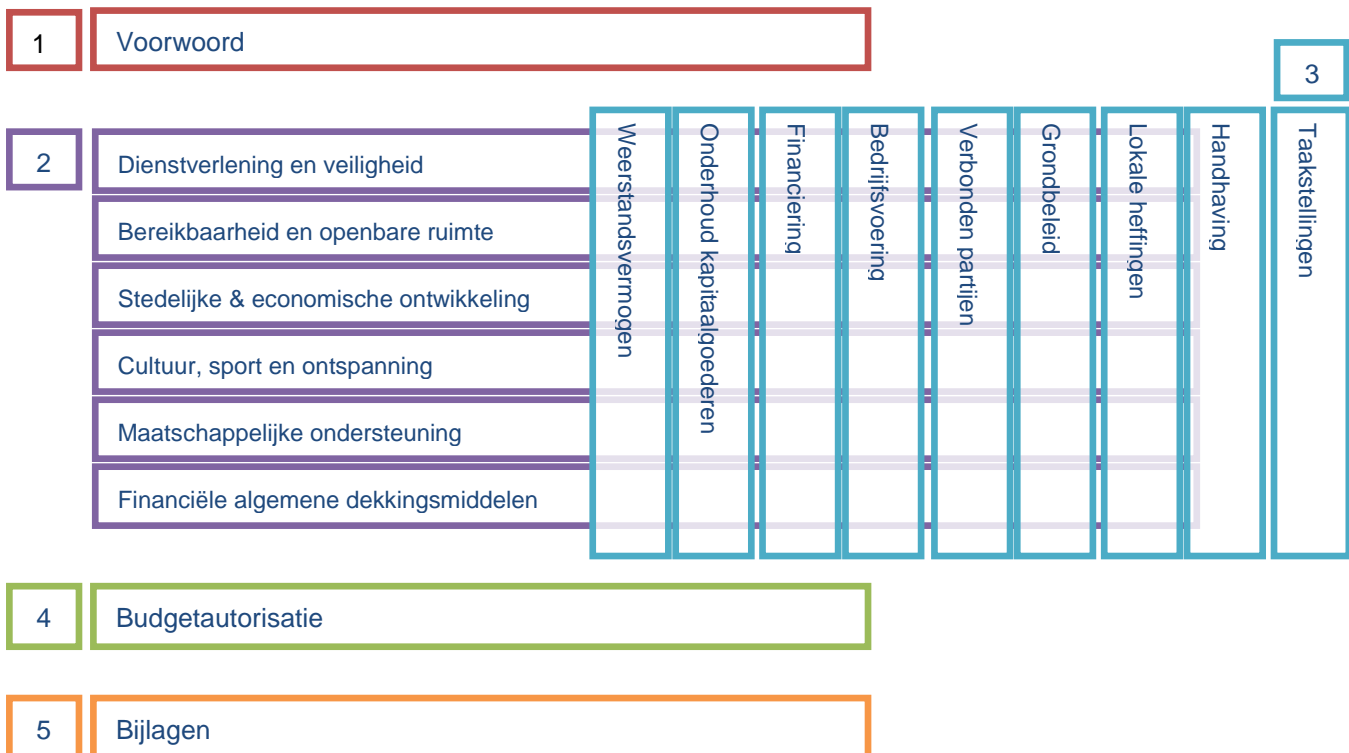 1
Voorwoord
3
Weerstandsvermogen
Onderhoud kapitaalgoederen
Financiering
Bedrijfsvoering
Verbonden partijen
Grondbeleid
Lokale heffingen
Handhaving
Taakstellingen
2
Dienstverlening en veiligheid
Bereikbaarheid en openbare ruimte
Stedelijke & economische ontwikkeling
Cultuur, sport en ontspanning
Maatschappelijke ondersteuning
Financiële algemene dekkingsmiddelen
4
Budgetautorisatie
5
Bijlagen